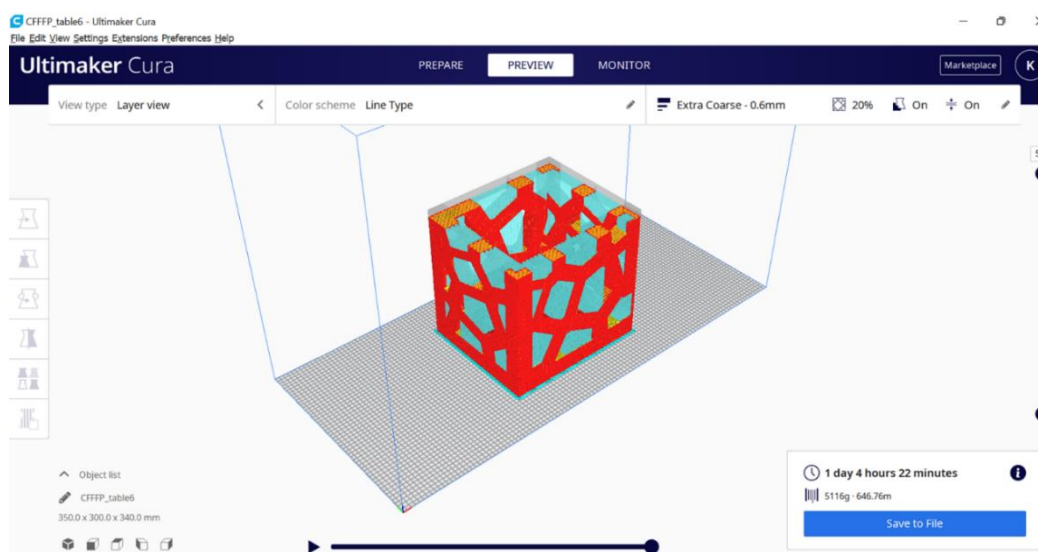 CFFFP_table6 - Ultimaker Cura
File Edit View Settings Extensions Preferences Help
Ultimaker Cura PREPARE PREVIEW MONITOR Marketplace K
View type Layer view Color scheme Line Type Extra Coarse - 0.6mm 20% On On
Object list
CFFFP_table6
350.0 x 300.0 x 340.0 mm
1 day 4 hours 22 minutes
5116g · 646.76m
Save to File